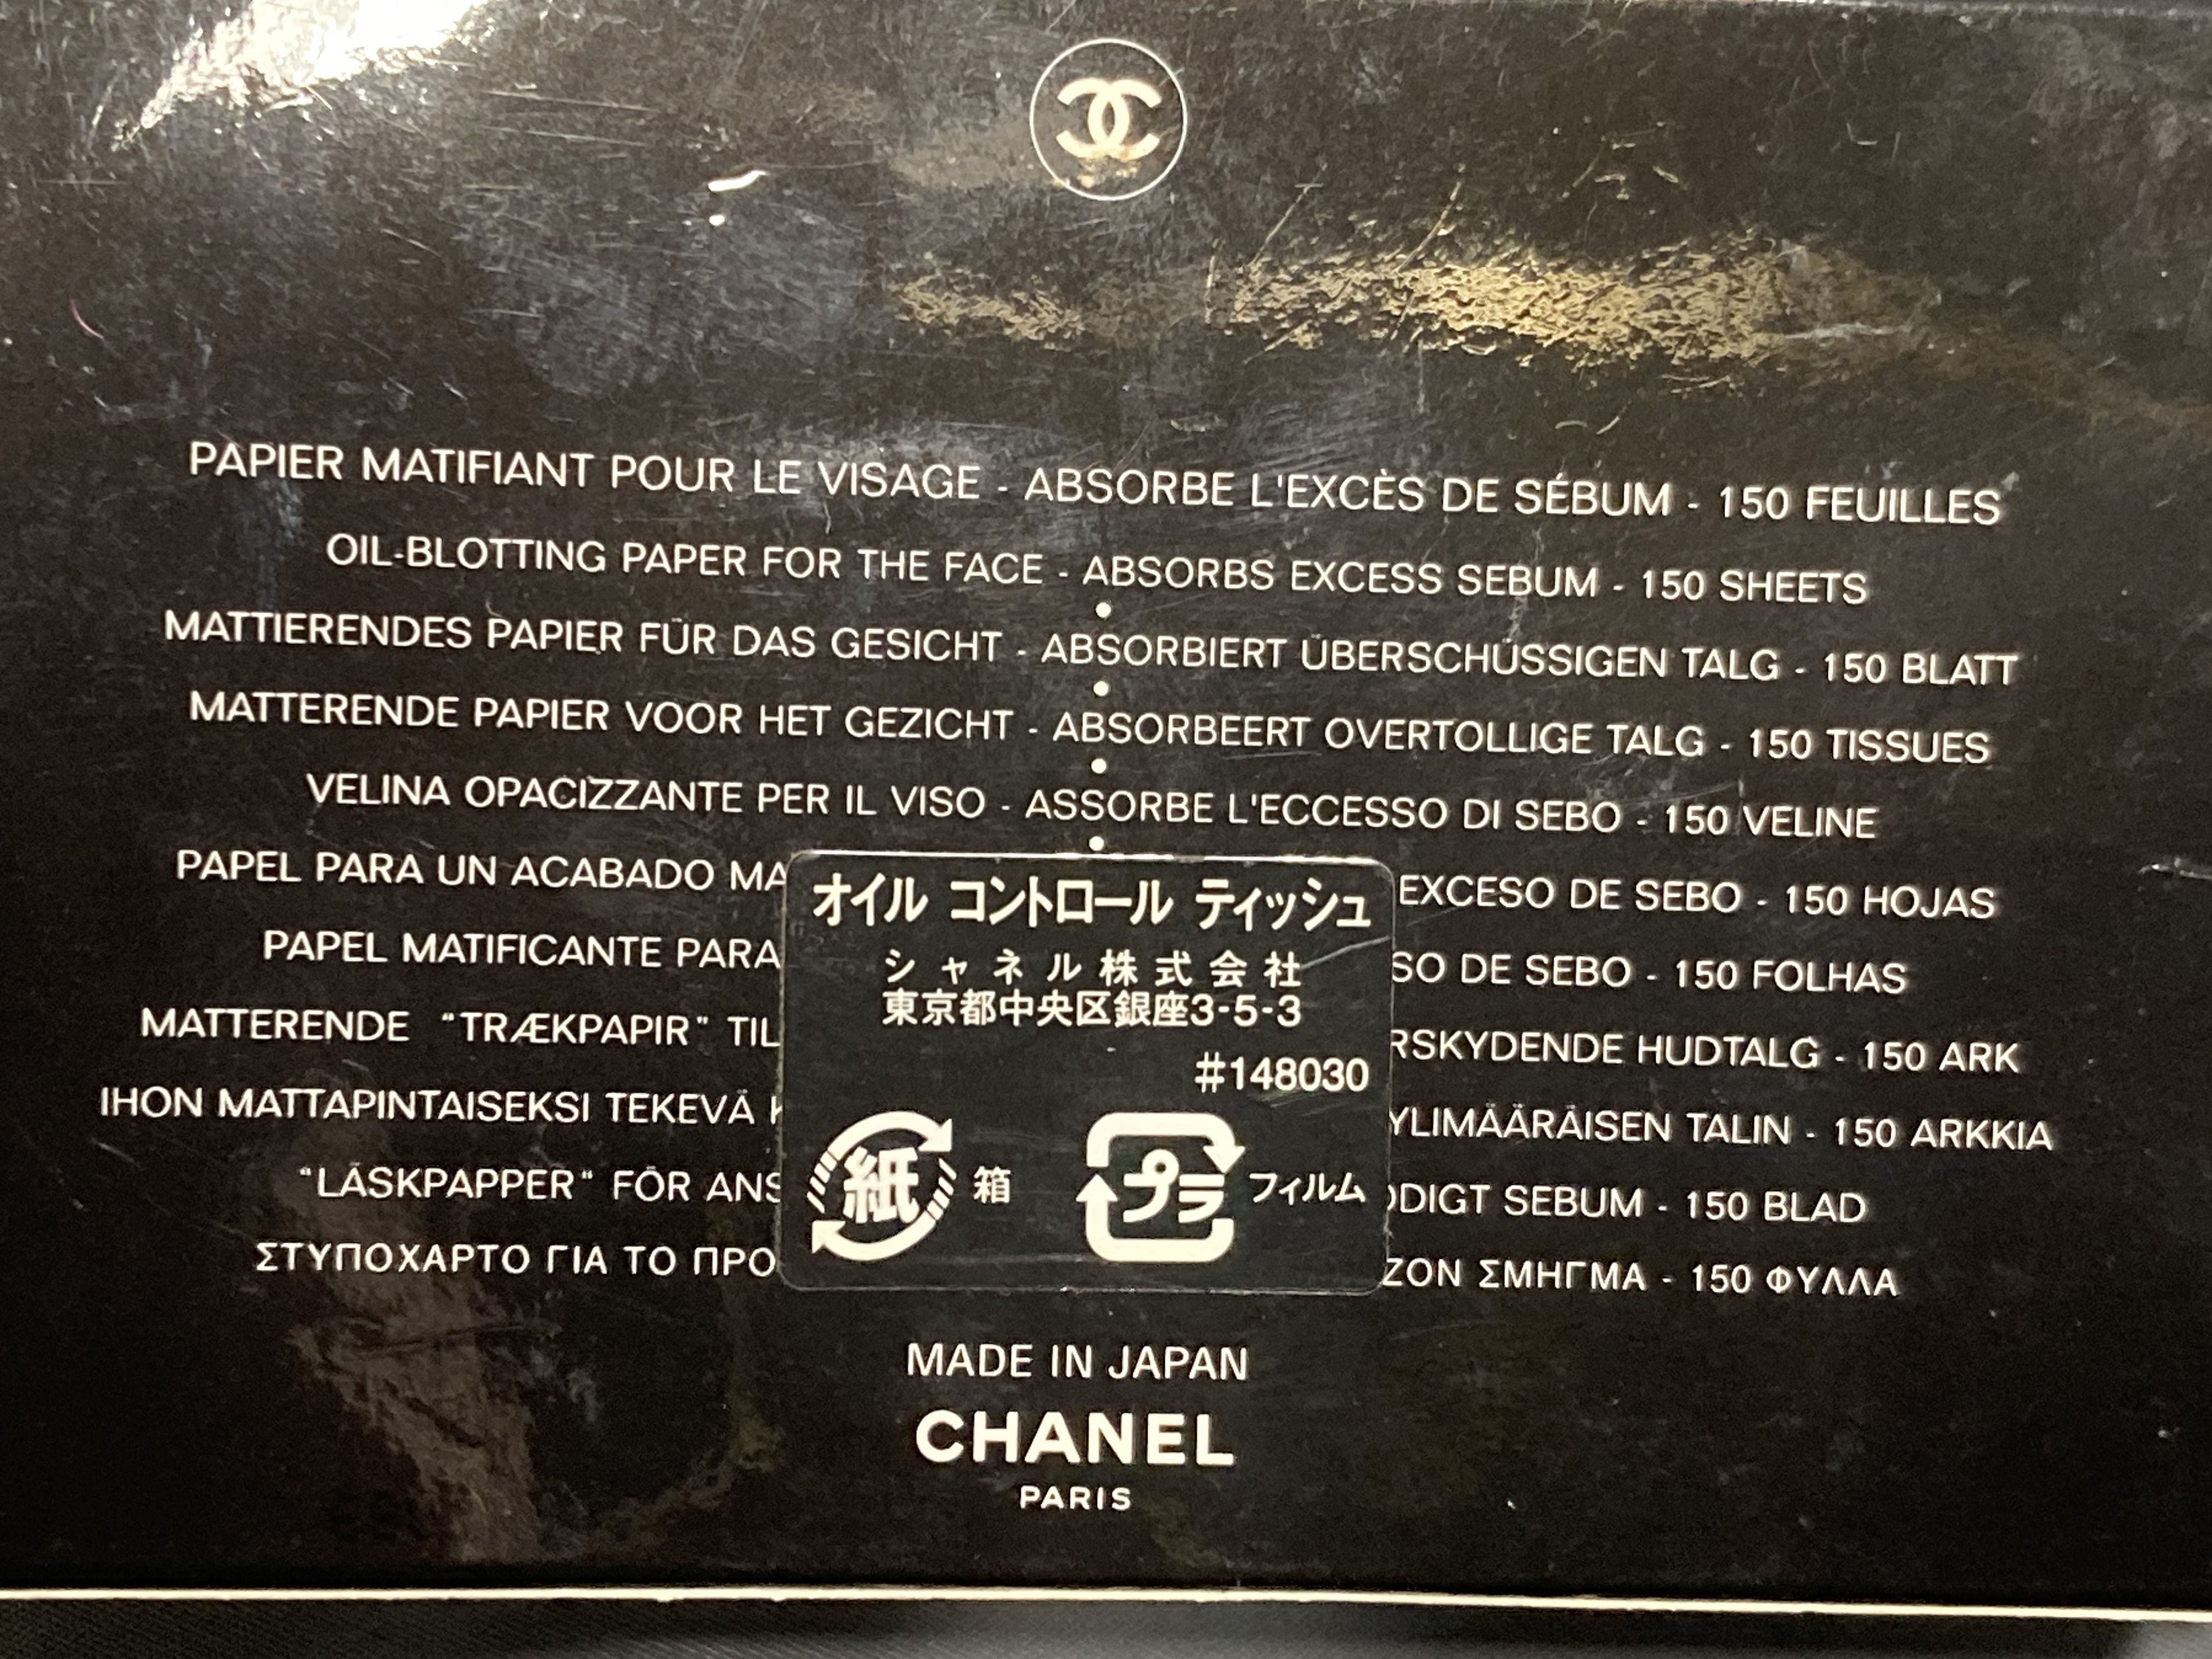 PAPIER MATIFIANT POUR LE VISAGE - ABSORBE L'EXCÈS DE SÉBUM - 150 FEUILLES
OIL-BLOTTING PAPER FOR THE FACE - ABSORBS EXCESS SEBUM - 150 SHEETS
MATTIERENDES PAPIER FÜR DAS GESICHT - ABSORBIERT ÜBERSCHÜSSIGEN TALG - 150 BLATT
MATTERENDE PAPIER VOOR HET GEZICHT - ABSORBEERT OVERTOLLIGE TALG - 150 TISSUES
VELINA OPACIZZANTE PER IL VISO - ASSORBE L'ECCESSO DI SEBO - 150 VELINE
PAPEL PARA UN ACABADO MA EXCESO DE SEBO - 150 HOJAS
PAPEL MATIFICANTE PARA SO DE SEBO - 150 FOLHAS
MATTERENDE "TRÆKPAPIR" TIL RSKYDENDE HUDTALG - 150 ARK
IHON MATTAPINTAISEKSI TEKEVÄ YLIMÄÄRÄISEN TALIN - 150 ARKKIA
"LÄSKPAPPER" FÖR ANS ODIGT SEBUM - 150 BLAD
ΣΤΥΠΟΧΑΡΤΟ ΓΙΑ ΤΟ ΠΡΟ ΖΟΝ ΣΜΗΓΜΑ - 150 ΦΥΛΛΑ
オイル コントロール ティッシュ
シャネル株式会社
東京都中央区銀座3-5-3
#148030
紙 箱 プラ フィルム
MADE IN JAPAN
CHANEL
PARIS